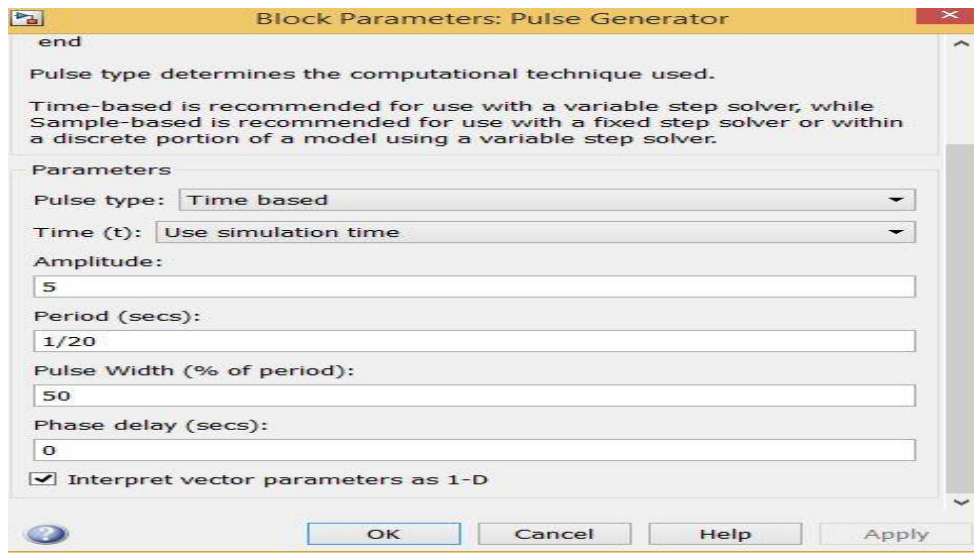 Block Parameters: Pulse Generator
end
Pulse type determines the computational technique used.
Time-based is recommended for use with a variable step solver, while
Sample-based is recommended for use with a fixed step solver or within
a discrete portion of a model using a variable step solver.
Parameters
Pulse type: Time based
Time (t): Use simulation time
Amplitude:
5
Period (secs):
1/20
Pulse Width (% of period):
50
Phase delay (secs):
0
Interpret vector parameters as 1-D
? OK Cancel Help Apply